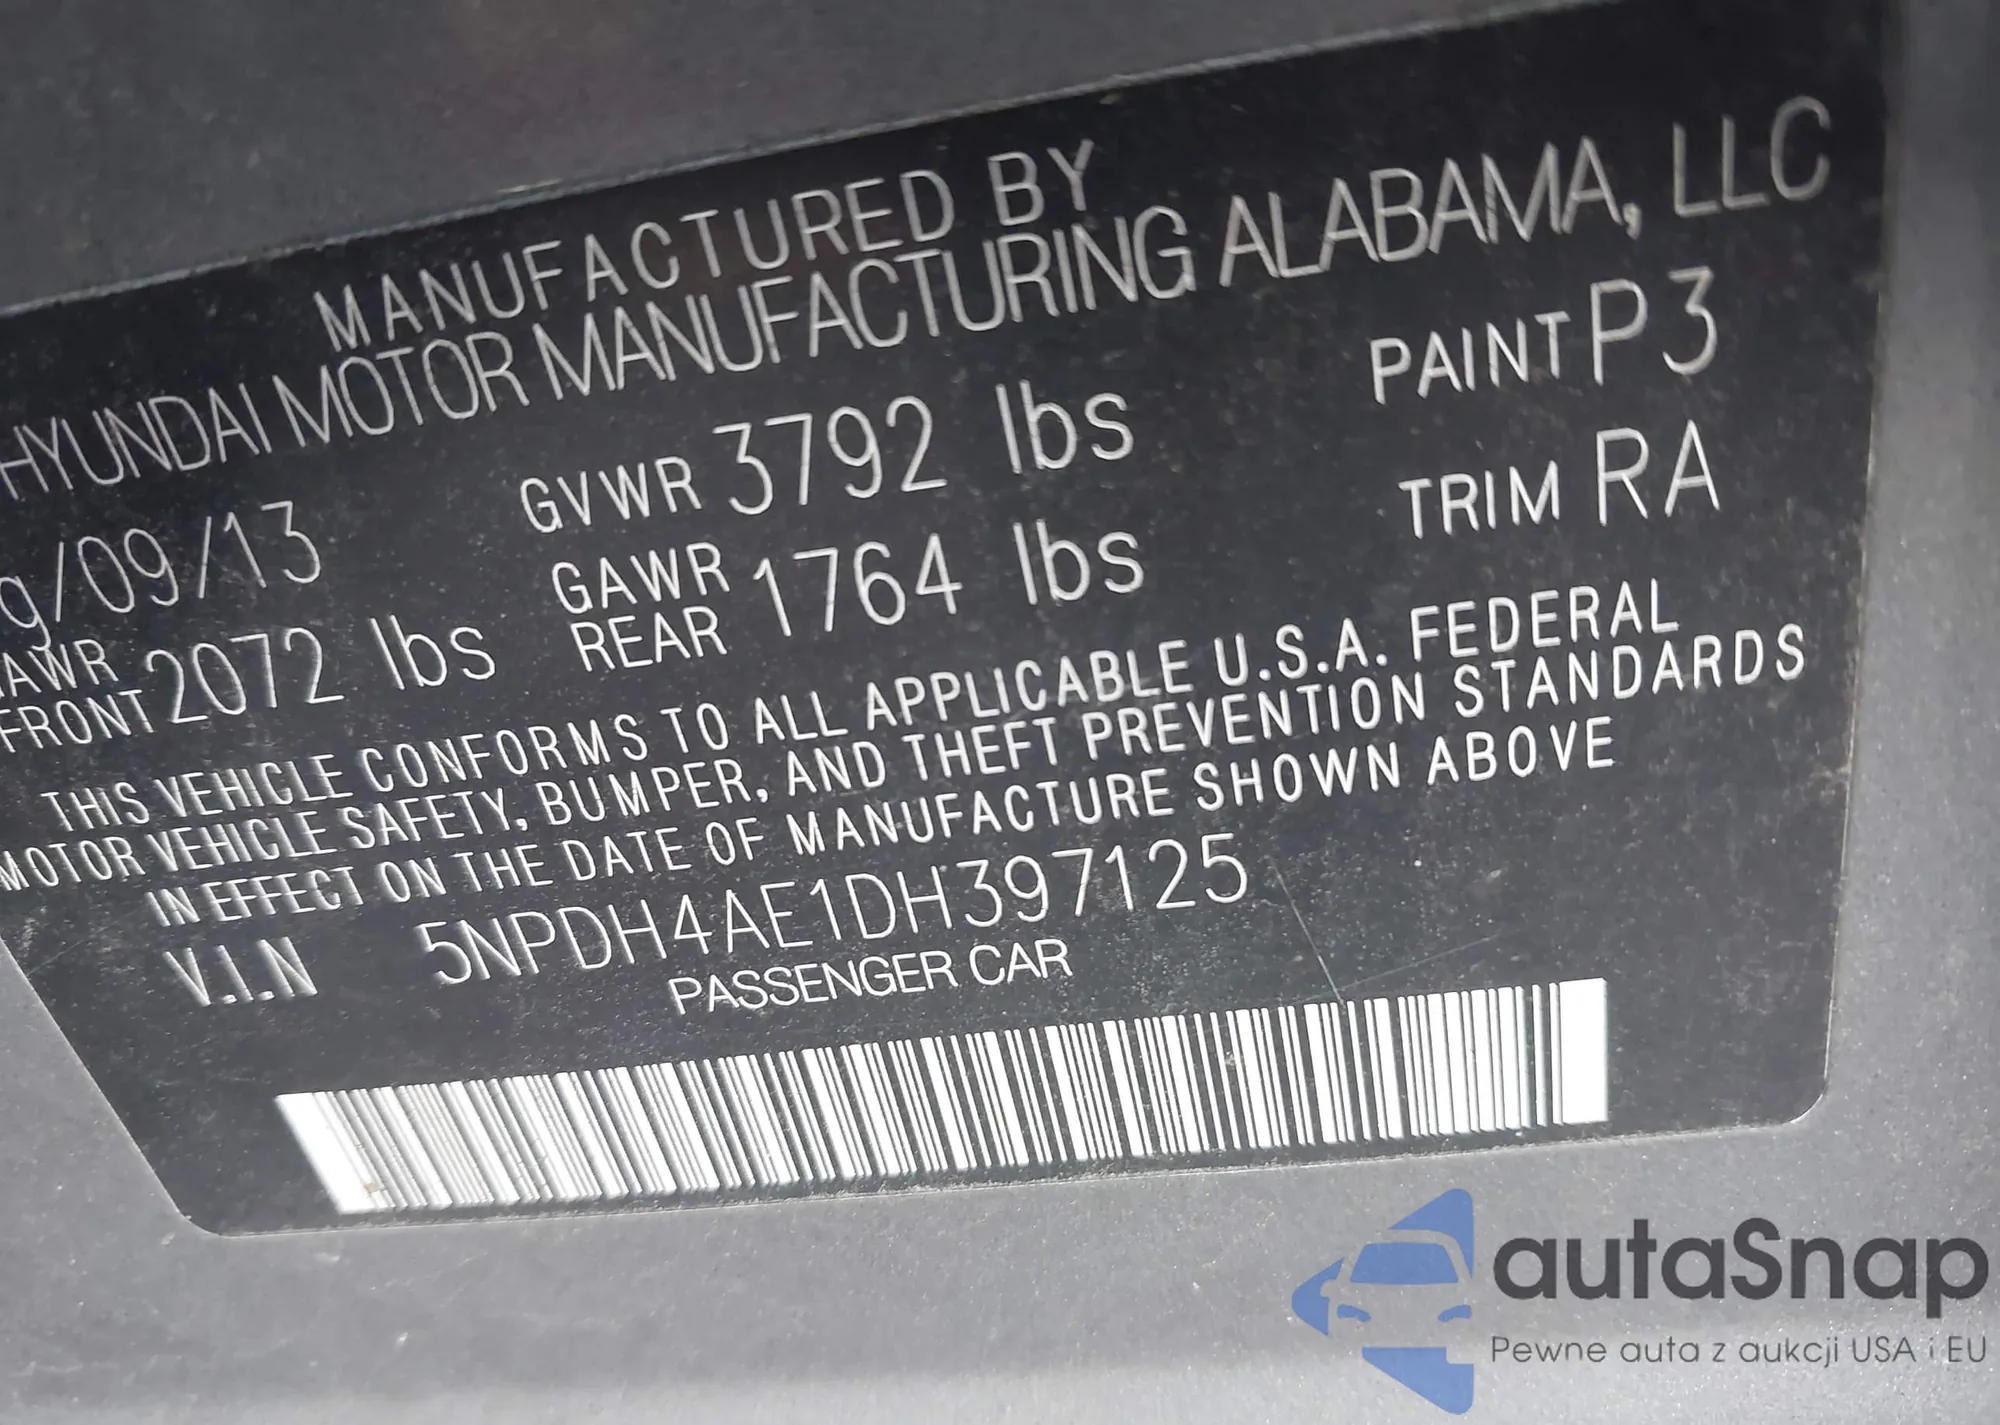 MANUFACTURED BY
HYUNDAI MOTOR MANUFACTURING ALABAMA, LLC
/09/13 GVWR 3792 lbs PAINT P3
AWR FRONT 2072 lbs GAWR REAR 1764 lbs TRIM RA
THIS VEHICLE CONFORMS TO ALL APPLICABLE U.S.A. FEDERAL
MOTOR VEHICLE SAFETY, BUMPER, AND THEFT PREVENTION STANDARDS
IN EFFECT ON THE DATE OF MANUFACTURE SHOWN ABOVE
V.I.N 5NPDH4AE1DH397125
PASSENGER CAR
autaSnap
Pewne auta z aukcji USA i EU